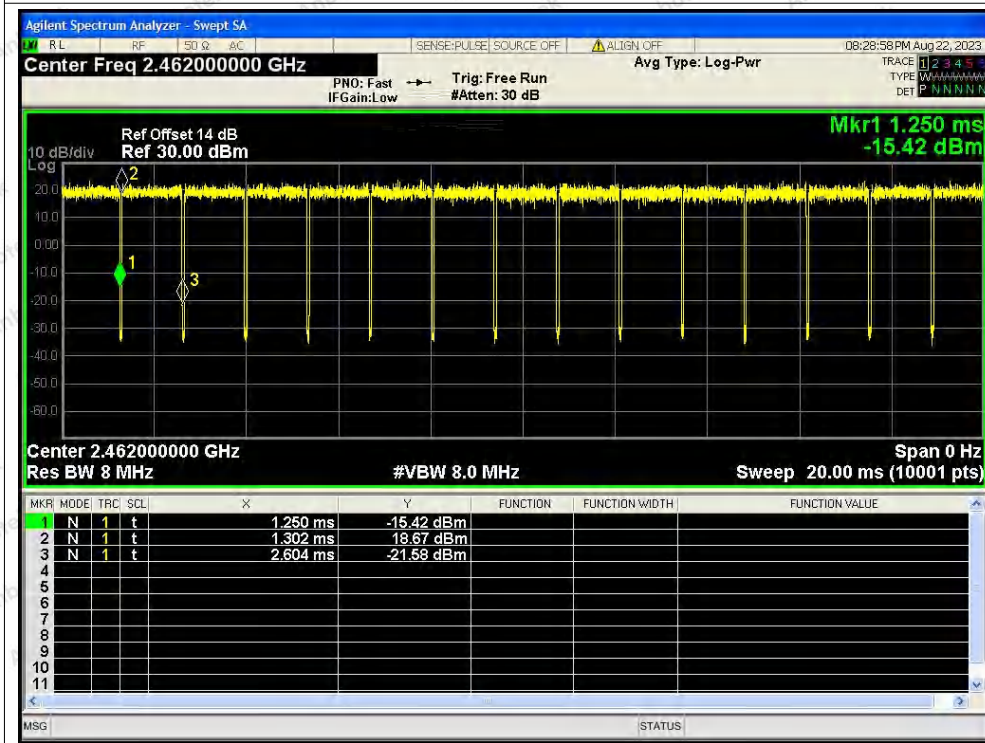 Agilent Spectrum Analyzer - Swept SA
RL RF 50 Ω AC SENSE:PULSE SOURCE OFF ALIGN OFF 08:28:58 PM Aug 22, 2023
Center Freq 2.462000000 GHz Avg Type: Log-Pwr TRACE 1 2 3 4 5
PNO: Fast Trig: Free Run TYPE
IFGain:Low #Atten: 30 dB DET P N N N N N
Mkr1 1.250 ms
Ref Offset 14 dB
10 dB/div Ref 30.00 dBm -15.42 dBm
Log
2
20.0
10.0
0.00
1
-10.0
3
-20.0
-30.0
-40.0
-50.0
-60.0
Center 2.462000000 GHz Span 0 Hz
Res BW 8 MHz #VBW 8.0 MHz Sweep 20.00 ms (10001 pts)
MKR MODE TRC SCL X Y FUNCTION FUNCTION WIDTH FUNCTION VALUE
1 N 1 t 1.250 ms -15.42 dBm
2 N 1 t 1.302 ms 18.67 dBm
3 N 1 t 2.604 ms -21.58 dBm
4
5
6
7
8
9
10
11
MSG STATUS